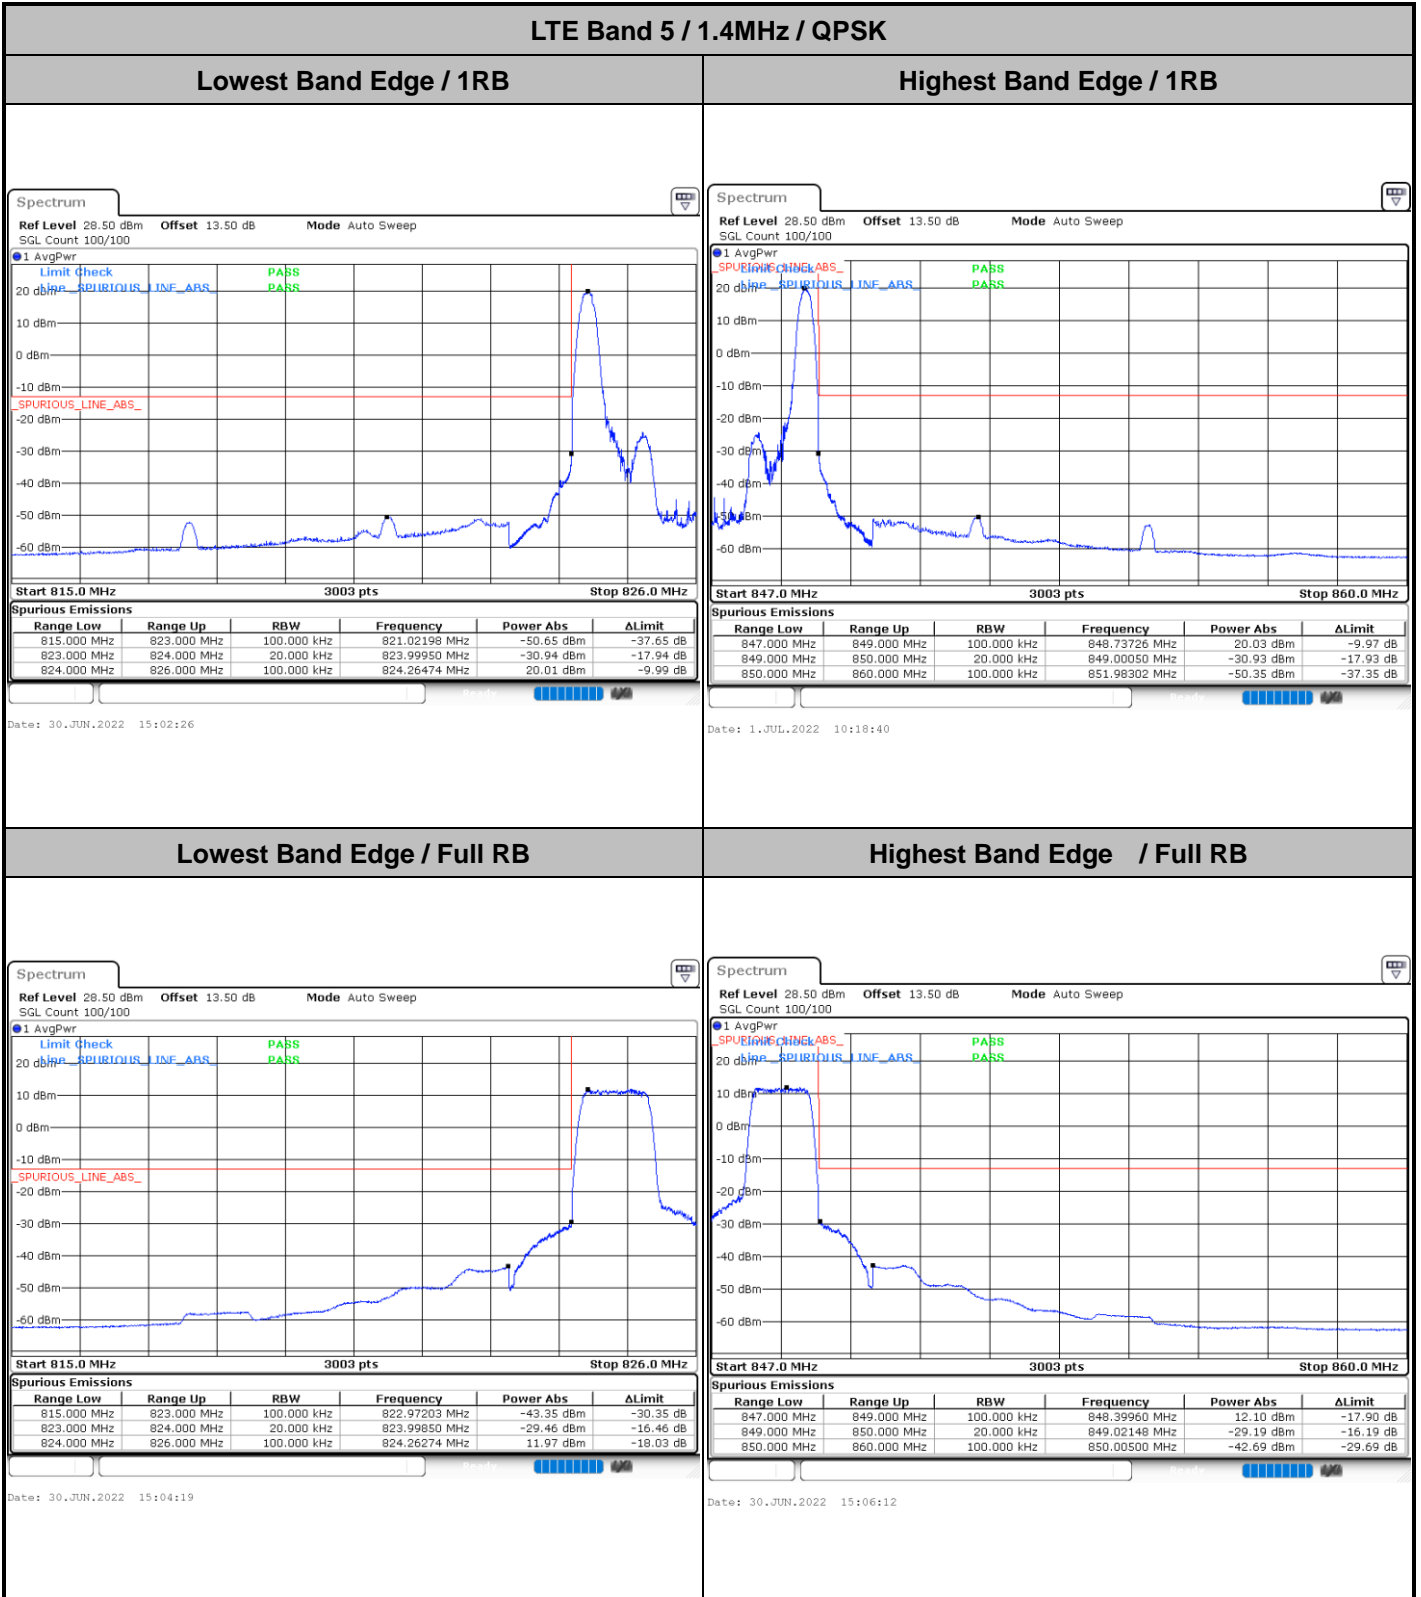 LTE Band 5 / 1.4MHz / QPSK
Lowest Band Edge / 1RB
Highest Band Edge / 1RB
Spectrum
Ref Level 28.50 dBm Offset 13.50 dB Mode Auto Sweep
SGL Count 100/100
1 AvgPwr
Limit Check PASS
Line _SPURIOUS_LINE_ABS_ PASS
20 dBm
10 dBm
0 dBm
-10 dBm
_SPURIOUS_LINE_ABS_
-20 dBm
-30 dBm
-40 dBm
-50 dBm
-60 dBm
Start 815.0 MHz 3003 pts Stop 826.0 MHz
Spurious Emissions
Range Low Range Up RBW Frequency Power Abs ΔLimit
815.000 MHz 823.000 MHz 100.000 kHz 821.02198 MHz -50.65 dBm -37.65 dB
823.000 MHz 824.000 MHz 20.000 kHz 823.99950 MHz -30.94 dBm -17.94 dB
824.000 MHz 826.000 MHz 100.000 kHz 824.26474 MHz 20.01 dBm -9.99 dB
Ready
Date: 30.JUN.2022 15:02:26
Spectrum
Ref Level 28.50 dBm Offset 13.50 dB Mode Auto Sweep
SGL Count 100/100
1 AvgPwr
_SPURIOUS_LINE_ABS_
Limit Check PASS
Line _SPURIOUS_LINE_ABS_ PASS
20 dBm
10 dBm
0 dBm
-10 dBm
-20 dBm
-30 dBm
-40 dBm
-50 dBm
-60 dBm
Start 847.0 MHz 3003 pts Stop 860.0 MHz
Spurious Emissions
Range Low Range Up RBW Frequency Power Abs ΔLimit
847.000 MHz 849.000 MHz 100.000 kHz 848.73726 MHz 20.03 dBm -9.97 dB
849.000 MHz 850.000 MHz 20.000 kHz 849.00050 MHz -30.93 dBm -17.93 dB
850.000 MHz 860.000 MHz 100.000 kHz 851.98302 MHz -50.35 dBm -37.35 dB
Ready
Date: 1.JUL.2022 10:18:40
Lowest Band Edge / Full RB
Highest Band Edge / Full RB
Spectrum
Ref Level 28.50 dBm Offset 13.50 dB Mode Auto Sweep
SGL Count 100/100
1 AvgPwr
Limit Check PASS
Line _SPURIOUS_LINE_ABS_ PASS
20 dBm
10 dBm
0 dBm
-10 dBm
_SPURIOUS_LINE_ABS_
-20 dBm
-30 dBm
-40 dBm
-50 dBm
-60 dBm
Start 815.0 MHz 3003 pts Stop 826.0 MHz
Spurious Emissions
Range Low Range Up RBW Frequency Power Abs ΔLimit
815.000 MHz 823.000 MHz 100.000 kHz 822.97203 MHz -43.35 dBm -30.35 dB
823.000 MHz 824.000 MHz 20.000 kHz 823.99850 MHz -29.46 dBm -16.46 dB
824.000 MHz 826.000 MHz 100.000 kHz 824.26274 MHz 11.97 dBm -18.03 dB
Ready
Date: 30.JUN.2022 15:04:19
Spectrum
Ref Level 28.50 dBm Offset 13.50 dB Mode Auto Sweep
SGL Count 100/100
1 AvgPwr
_SPURIOUS_LINE_ABS_
Limit Check PASS
Line _SPURIOUS_LINE_ABS_ PASS
20 dBm
10 dBm
0 dBm
-10 dBm
-20 dBm
-30 dBm
-40 dBm
-50 dBm
-60 dBm
Start 847.0 MHz 3003 pts Stop 860.0 MHz
Spurious Emissions
Range Low Range Up RBW Frequency Power Abs ΔLimit
847.000 MHz 849.000 MHz 100.000 kHz 848.39960 MHz 12.10 dBm -17.90 dB
849.000 MHz 850.000 MHz 20.000 kHz 849.02148 MHz -29.19 dBm -16.19 dB
850.000 MHz 860.000 MHz 100.000 kHz 850.00500 MHz -42.69 dBm -29.69 dB
Ready
Date: 30.JUN.2022 15:06:12